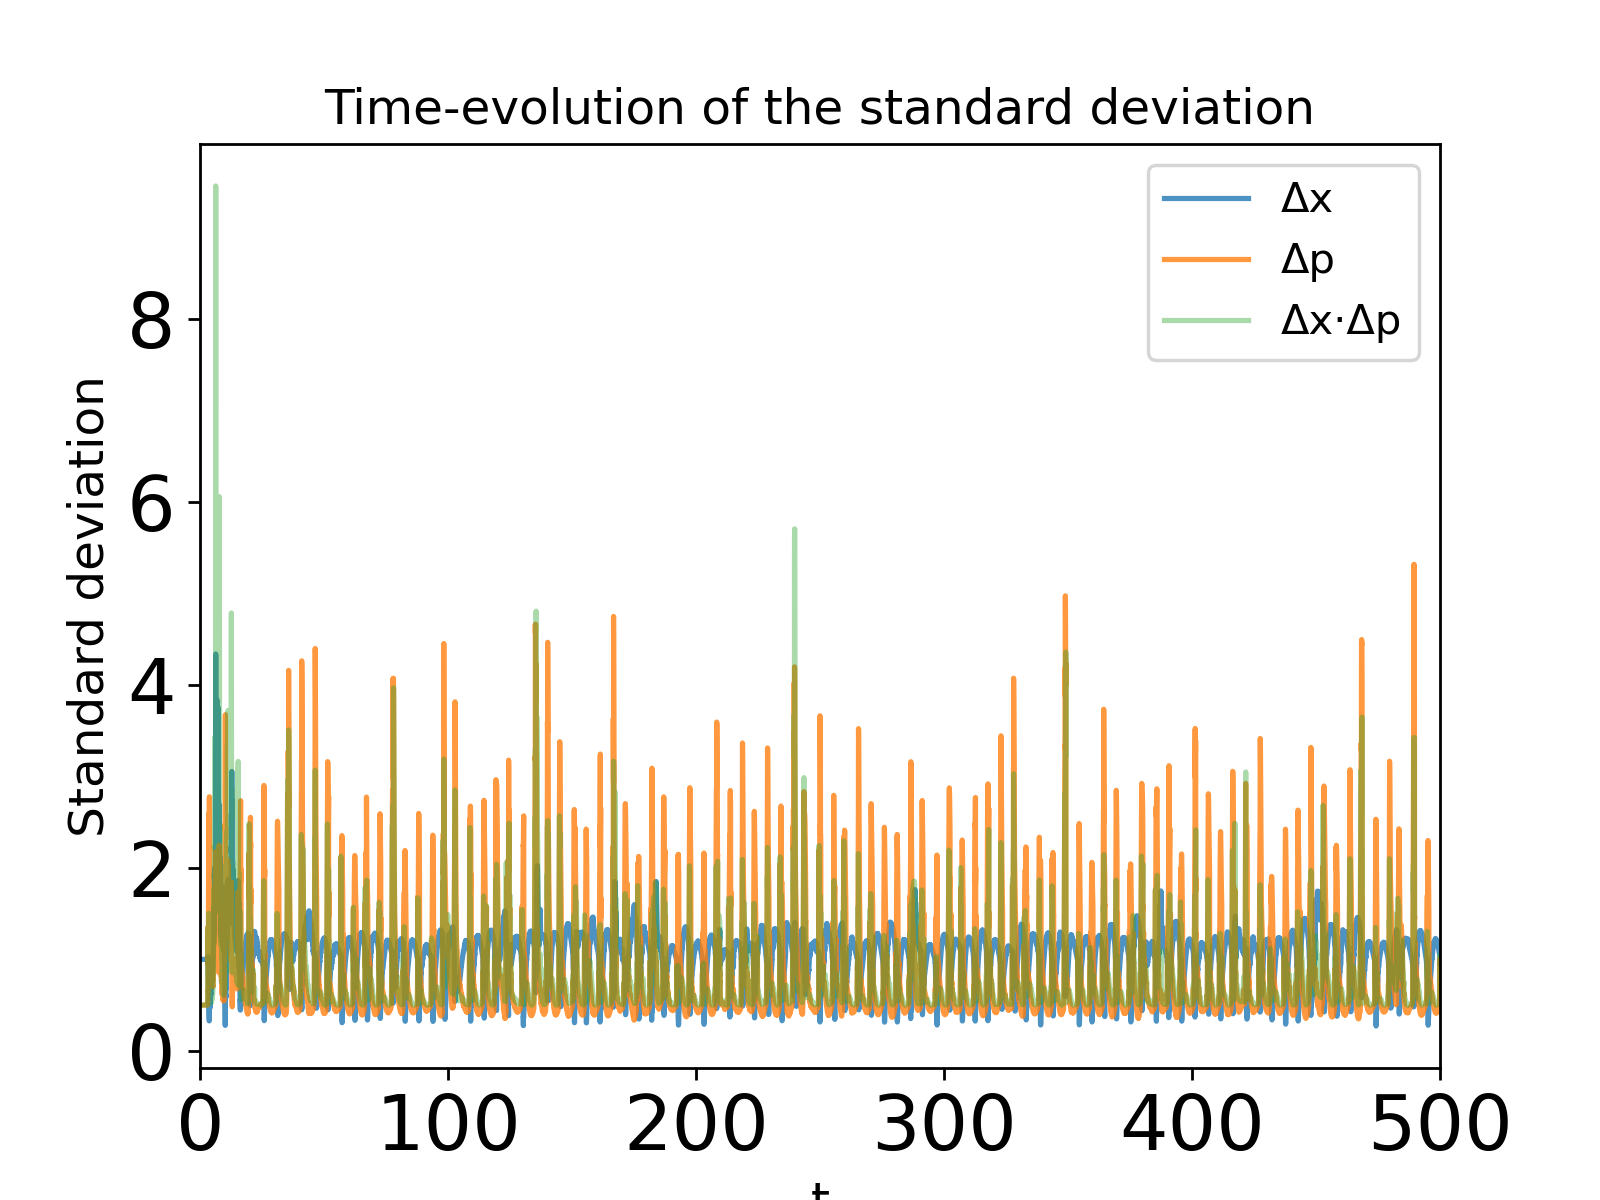 Time-evolution of the standard deviation
Δx
Δp
Δx·Δp
Standard deviation
8
6
4
2
0
0 100 200 300 400 500
t